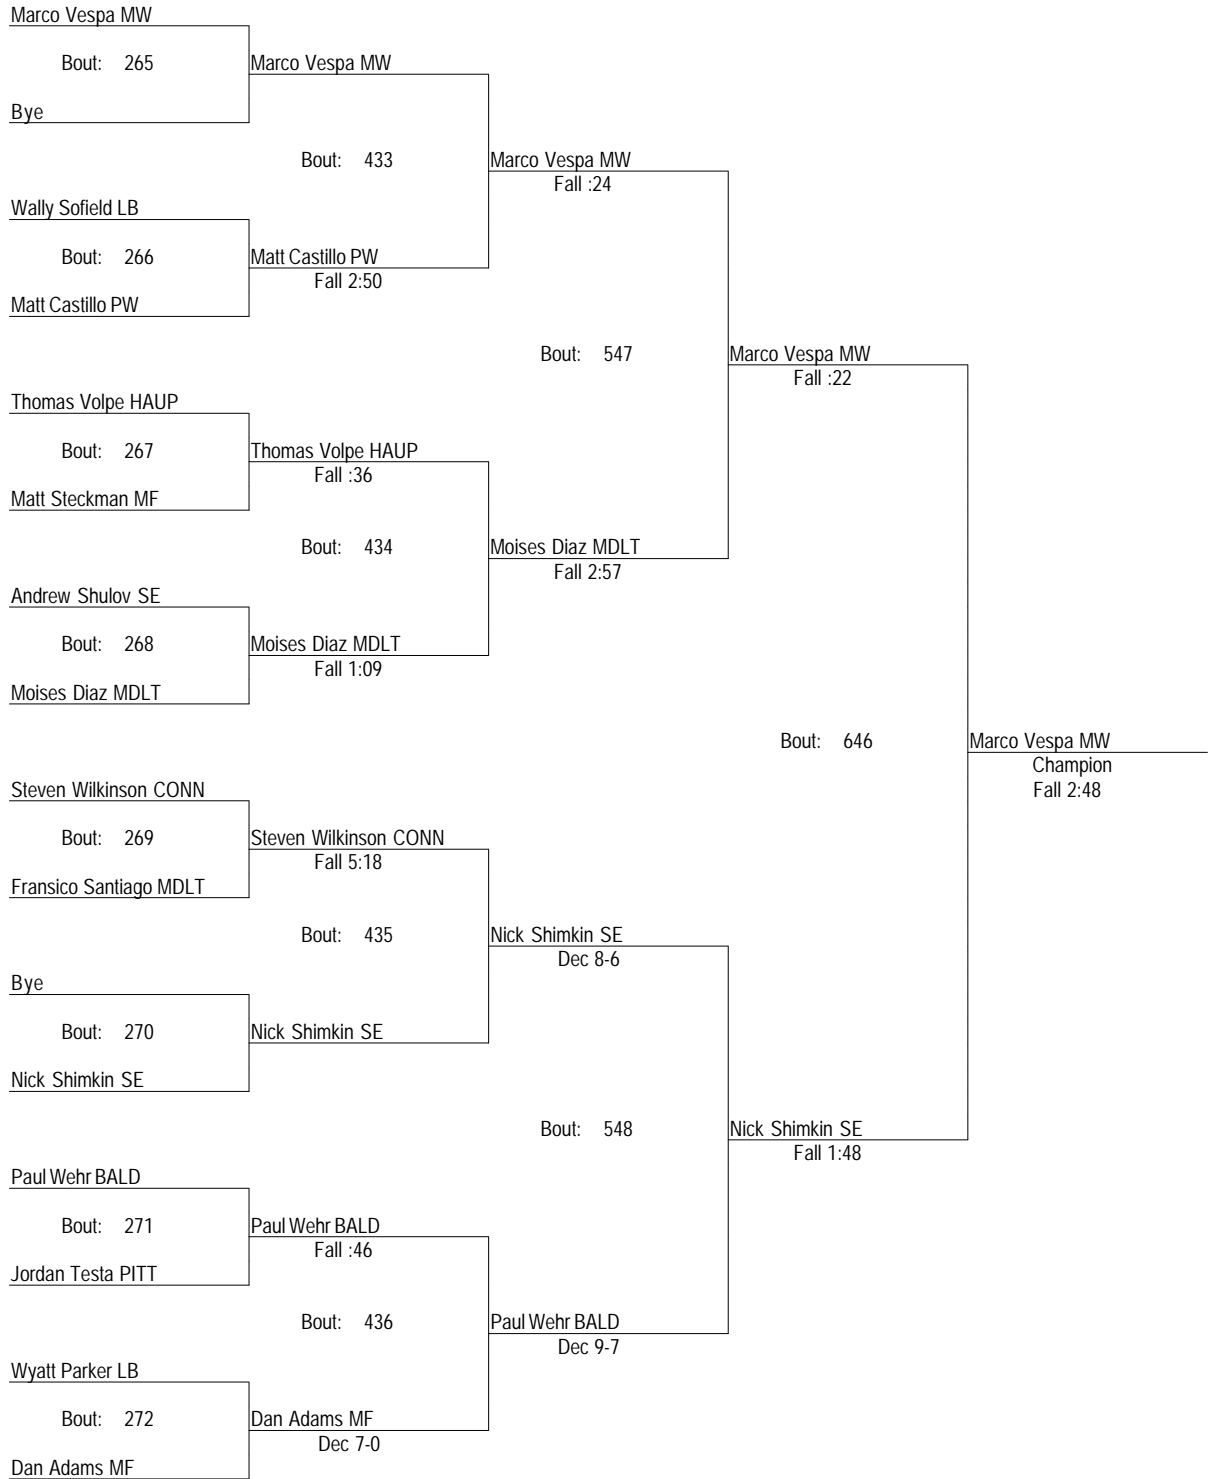 Marco Vespa MW
Bout: 265
Marco Vespa MW
Bye
Bout: 433
Marco Vespa MW
Fall :24
Wally Sofield LB
Bout: 266
Matt Castillo PW
Fall 2:50
Matt Castillo PW
Bout: 547
Marco Vespa MW
Fall :22
Thomas Volpe HAUP
Bout: 267
Thomas Volpe HAUP
Fall :36
Matt Steckman MF
Bout: 434
Moises Diaz MDLT
Fall 2:57
Andrew Shulov SE
Bout: 268
Moises Diaz MDLT
Fall 1:09
Moises Diaz MDLT
Bout: 646
Marco Vespa MW
Champion
Fall 2:48
Steven Wilkinson CONN
Bout: 269
Steven Wilkinson CONN
Fall 5:18
Fransico Santiago MDLT
Bout: 435
Nick Shimkin SE
Dec 8-6
Bye
Bout: 270
Nick Shimkin SE
Nick Shimkin SE
Bout: 548
Nick Shimkin SE
Fall 1:48
Paul Wehr BALD
Bout: 271
Paul Wehr BALD
Fall :46
Jordan Testa PITT
Bout: 436
Paul Wehr BALD
Dec 9-7
Wyatt Parker LB
Bout: 272
Dan Adams MF
Dec 7-0
Dan Adams MF